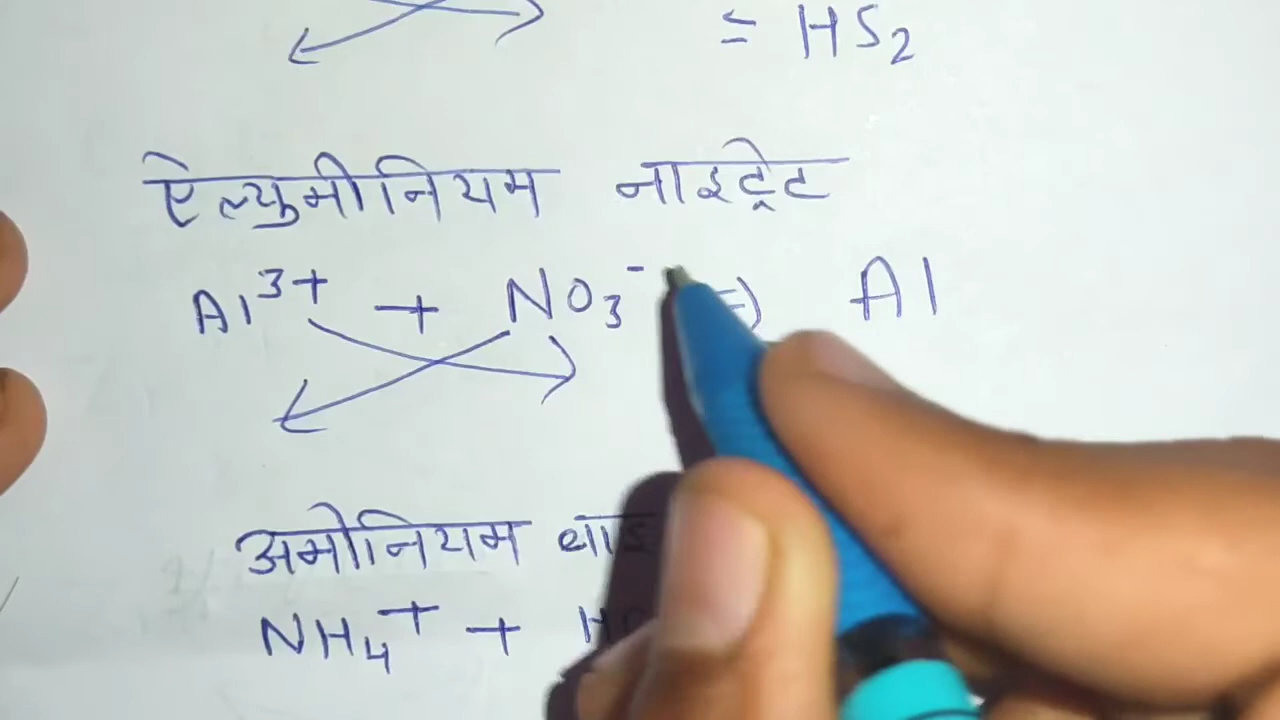 = HS₂
ऐल्युमीनियम नाइट्रेट
Al³⁺ + NO₃⁻ ⇒ Al
अमोनियम
NH₄⁺ +